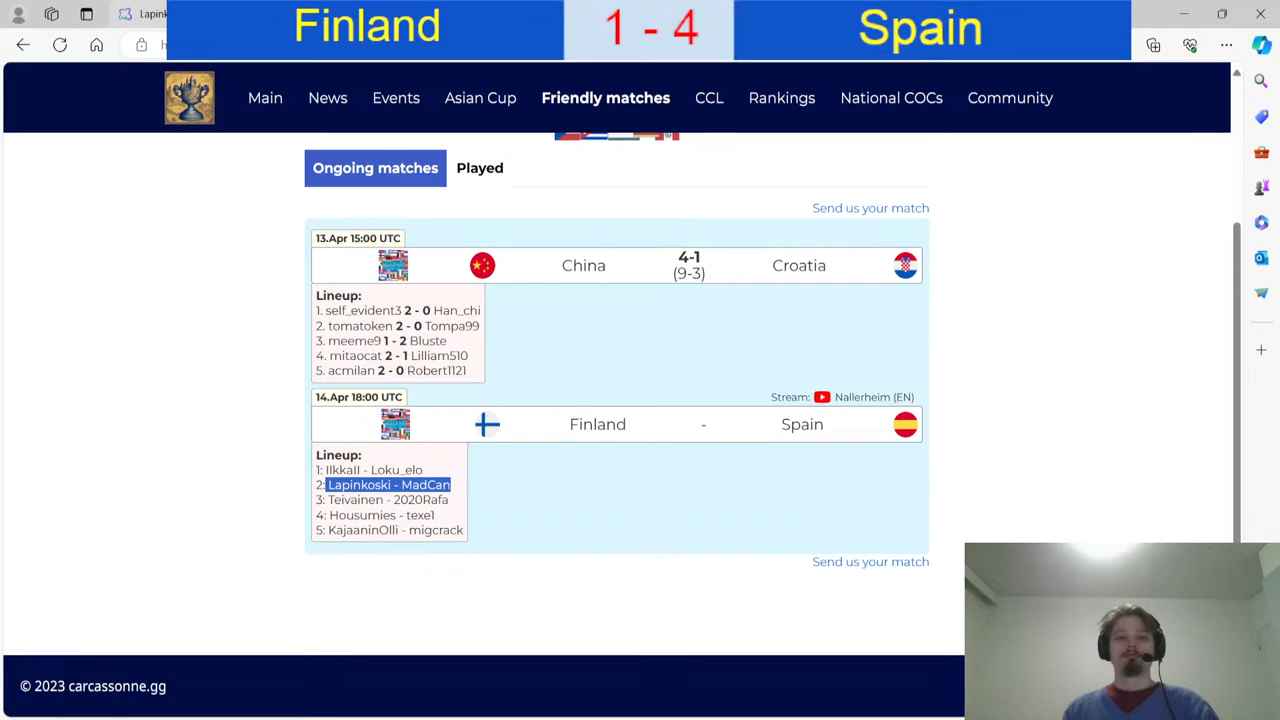 Lapink
Finland
1 - 4
Spain
h
Main
News
Events
Asian Cup
Friendly matches
CCL
Rankings
National COCs
Community
Ongoing matches
Played
Send us your match
13.Apr 15:00 UTC
China
4-1
(9-3)
Croatia
Lineup:
1. self_evident3 2 - 0 Han_chi
2. tomatoken 2 - 0 Tompa99
3. meeme9 1 - 2 Bluste
4. mitaocat 2 - 1 Lilliam510
5. acmilan 2 - 0 Robert1121
14.Apr 18:00 UTC
Stream: Nallerheim (EN)
Finland
-
Spain
Lineup:
1: IlkkaII - Loku_elo
2: Lapinkoski - MadCan
3: Teivainen - 2020Rafa
4: Housumies - texe1
5: KajaaninOlli - migcrack
Send us your match
© 2023 carcassonne.gg